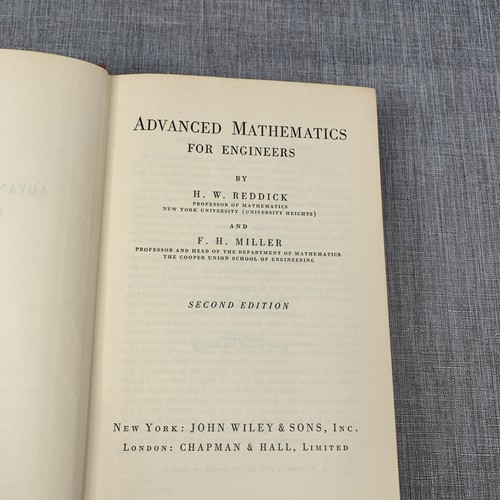 ADVANCED MATHEMATICS
FOR ENGINEERS
BY
H. W. REDDICK
PROFESSOR OF MATHEMATICS
NEW YORK UNIVERSITY (UNIVERSITY HEIGHTS)
AND
F. H. MILLER
PROFESSOR AND HEAD OF THE DEPARTMENT OF MATHEMATICS
THE COOPER UNION SCHOOL OF ENGINEERING
SECOND EDITION
NEW YORK: JOHN WILEY & SONS, INC.
LONDON: CHAPMAN & HALL, LIMITED